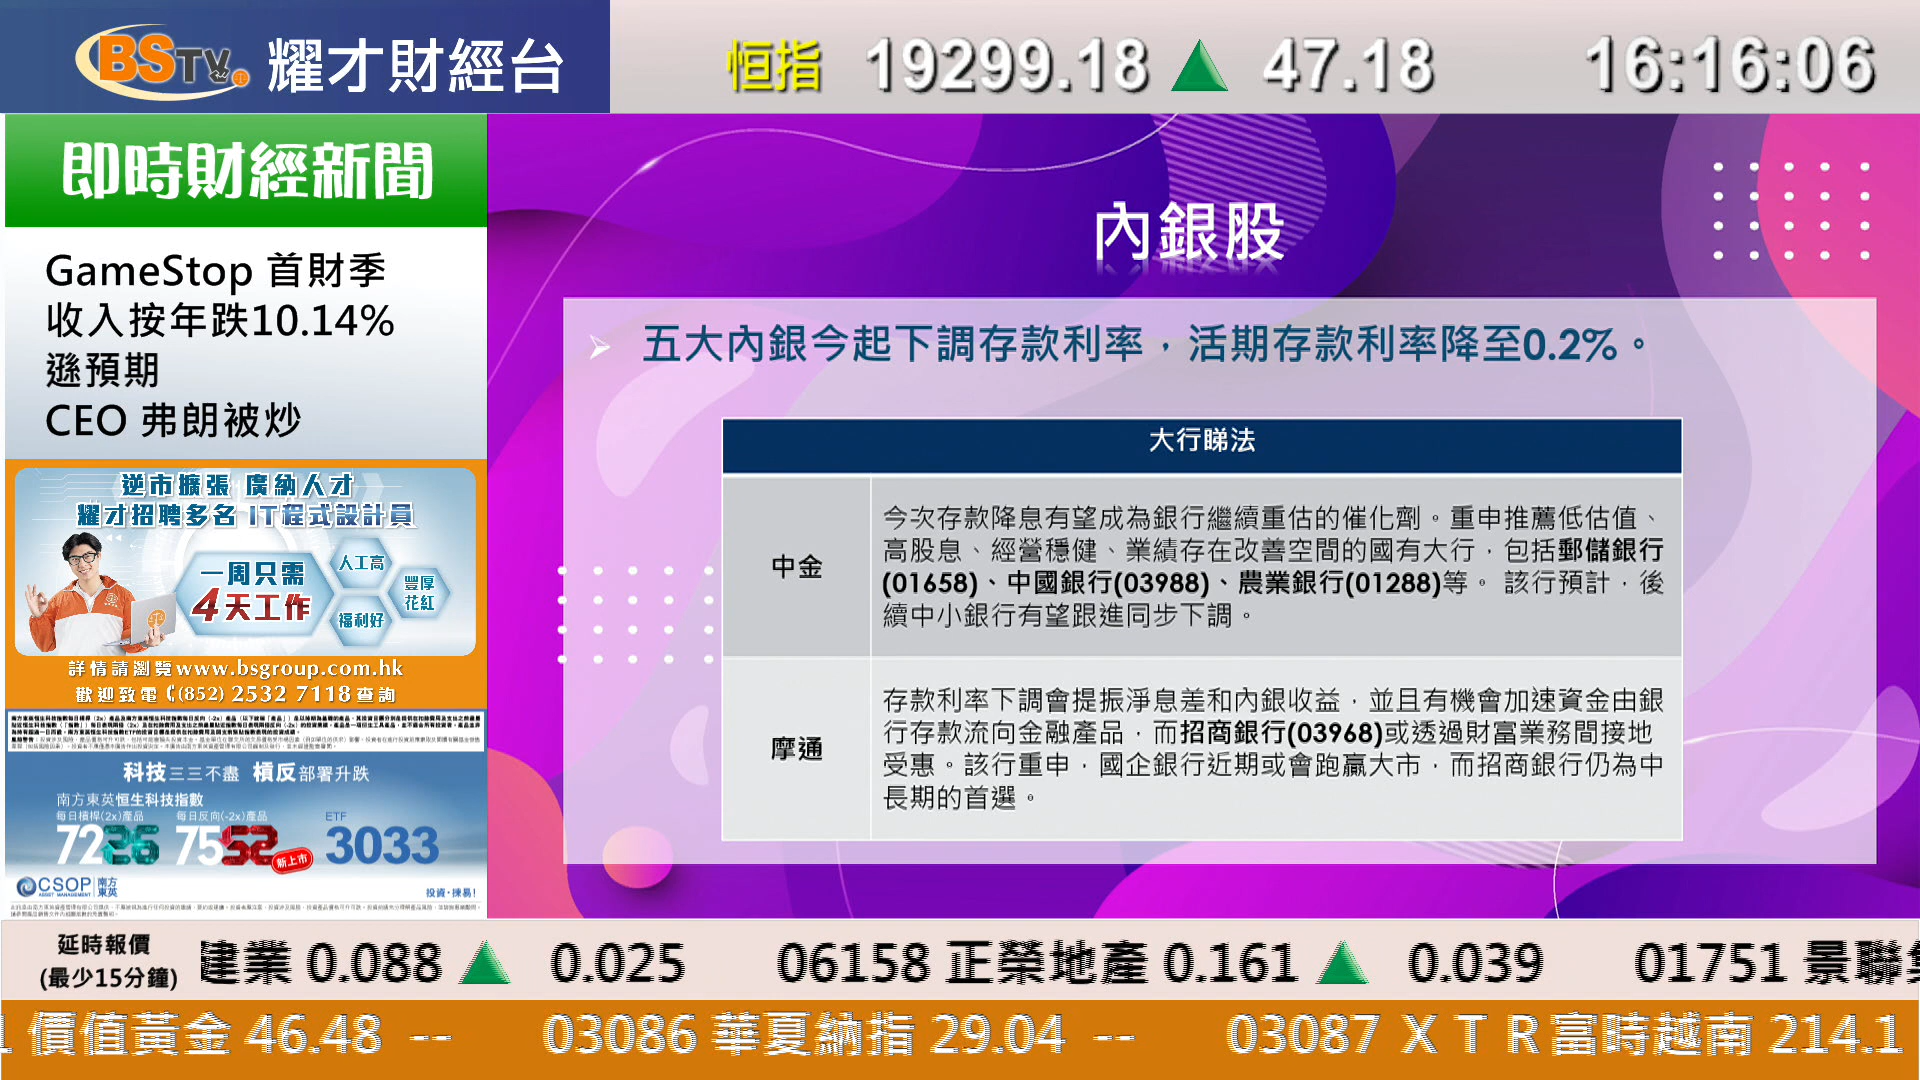 BSTV 耀才財經台
恒指 19299.18 ▲ 47.18 16:16:06
即時財經新聞
GameStop 首財季
收入按年跌10.14%
遜預期
CEO 弗朗被炒
逆市擴張 廣納人才
耀才招聘多名 IT程式設計員
一周只需
4天工作
人工高
豐厚
花紅
福利好
詳情請瀏覽www.bsgroup.com.hk
歡迎致電 (852) 2532 7118 查詢
科技三三不盡 槓反部署升跌
南方東英恒生科技指數
每日槓桿(2x)產品 每日反向(-2x)產品 ETF
7226 7552 新上市 3033
CSOP 南方
ASSET MANAGEMENT 東英
投資·揀易!
內銀股
➢ 五大內銀今起下調存款利率，活期存款利率降至0.2%。
大行睇法
中金
今次存款降息有望成為銀行繼續重估的催化劑。重申推薦低估值、
高股息、經營穩健、業績存在改善空間的國有大行，包括郵儲銀行
(01658)、中國銀行(03988)、農業銀行(01288)等。 該行預計，後
續中小銀行有望跟進同步下調。
摩通
存款利率下調會提振淨息差和內銀收益，並且有機會加速資金由銀
行存款流向金融產品，而招商銀行(03968)或透過財富業務間接地
受惠。該行重申，國企銀行近期或會跑贏大市，而招商銀行仍為中
長期的首選。
延時報價
(最少15分鐘)
建業 0.088 ▲ 0.025 06158 正榮地產 0.161 ▲ 0.039 01751 景聯
1 價值黃金 46.48 -- 03086 華夏納指 29.04 -- 03087 X T R 富時越南 214.1